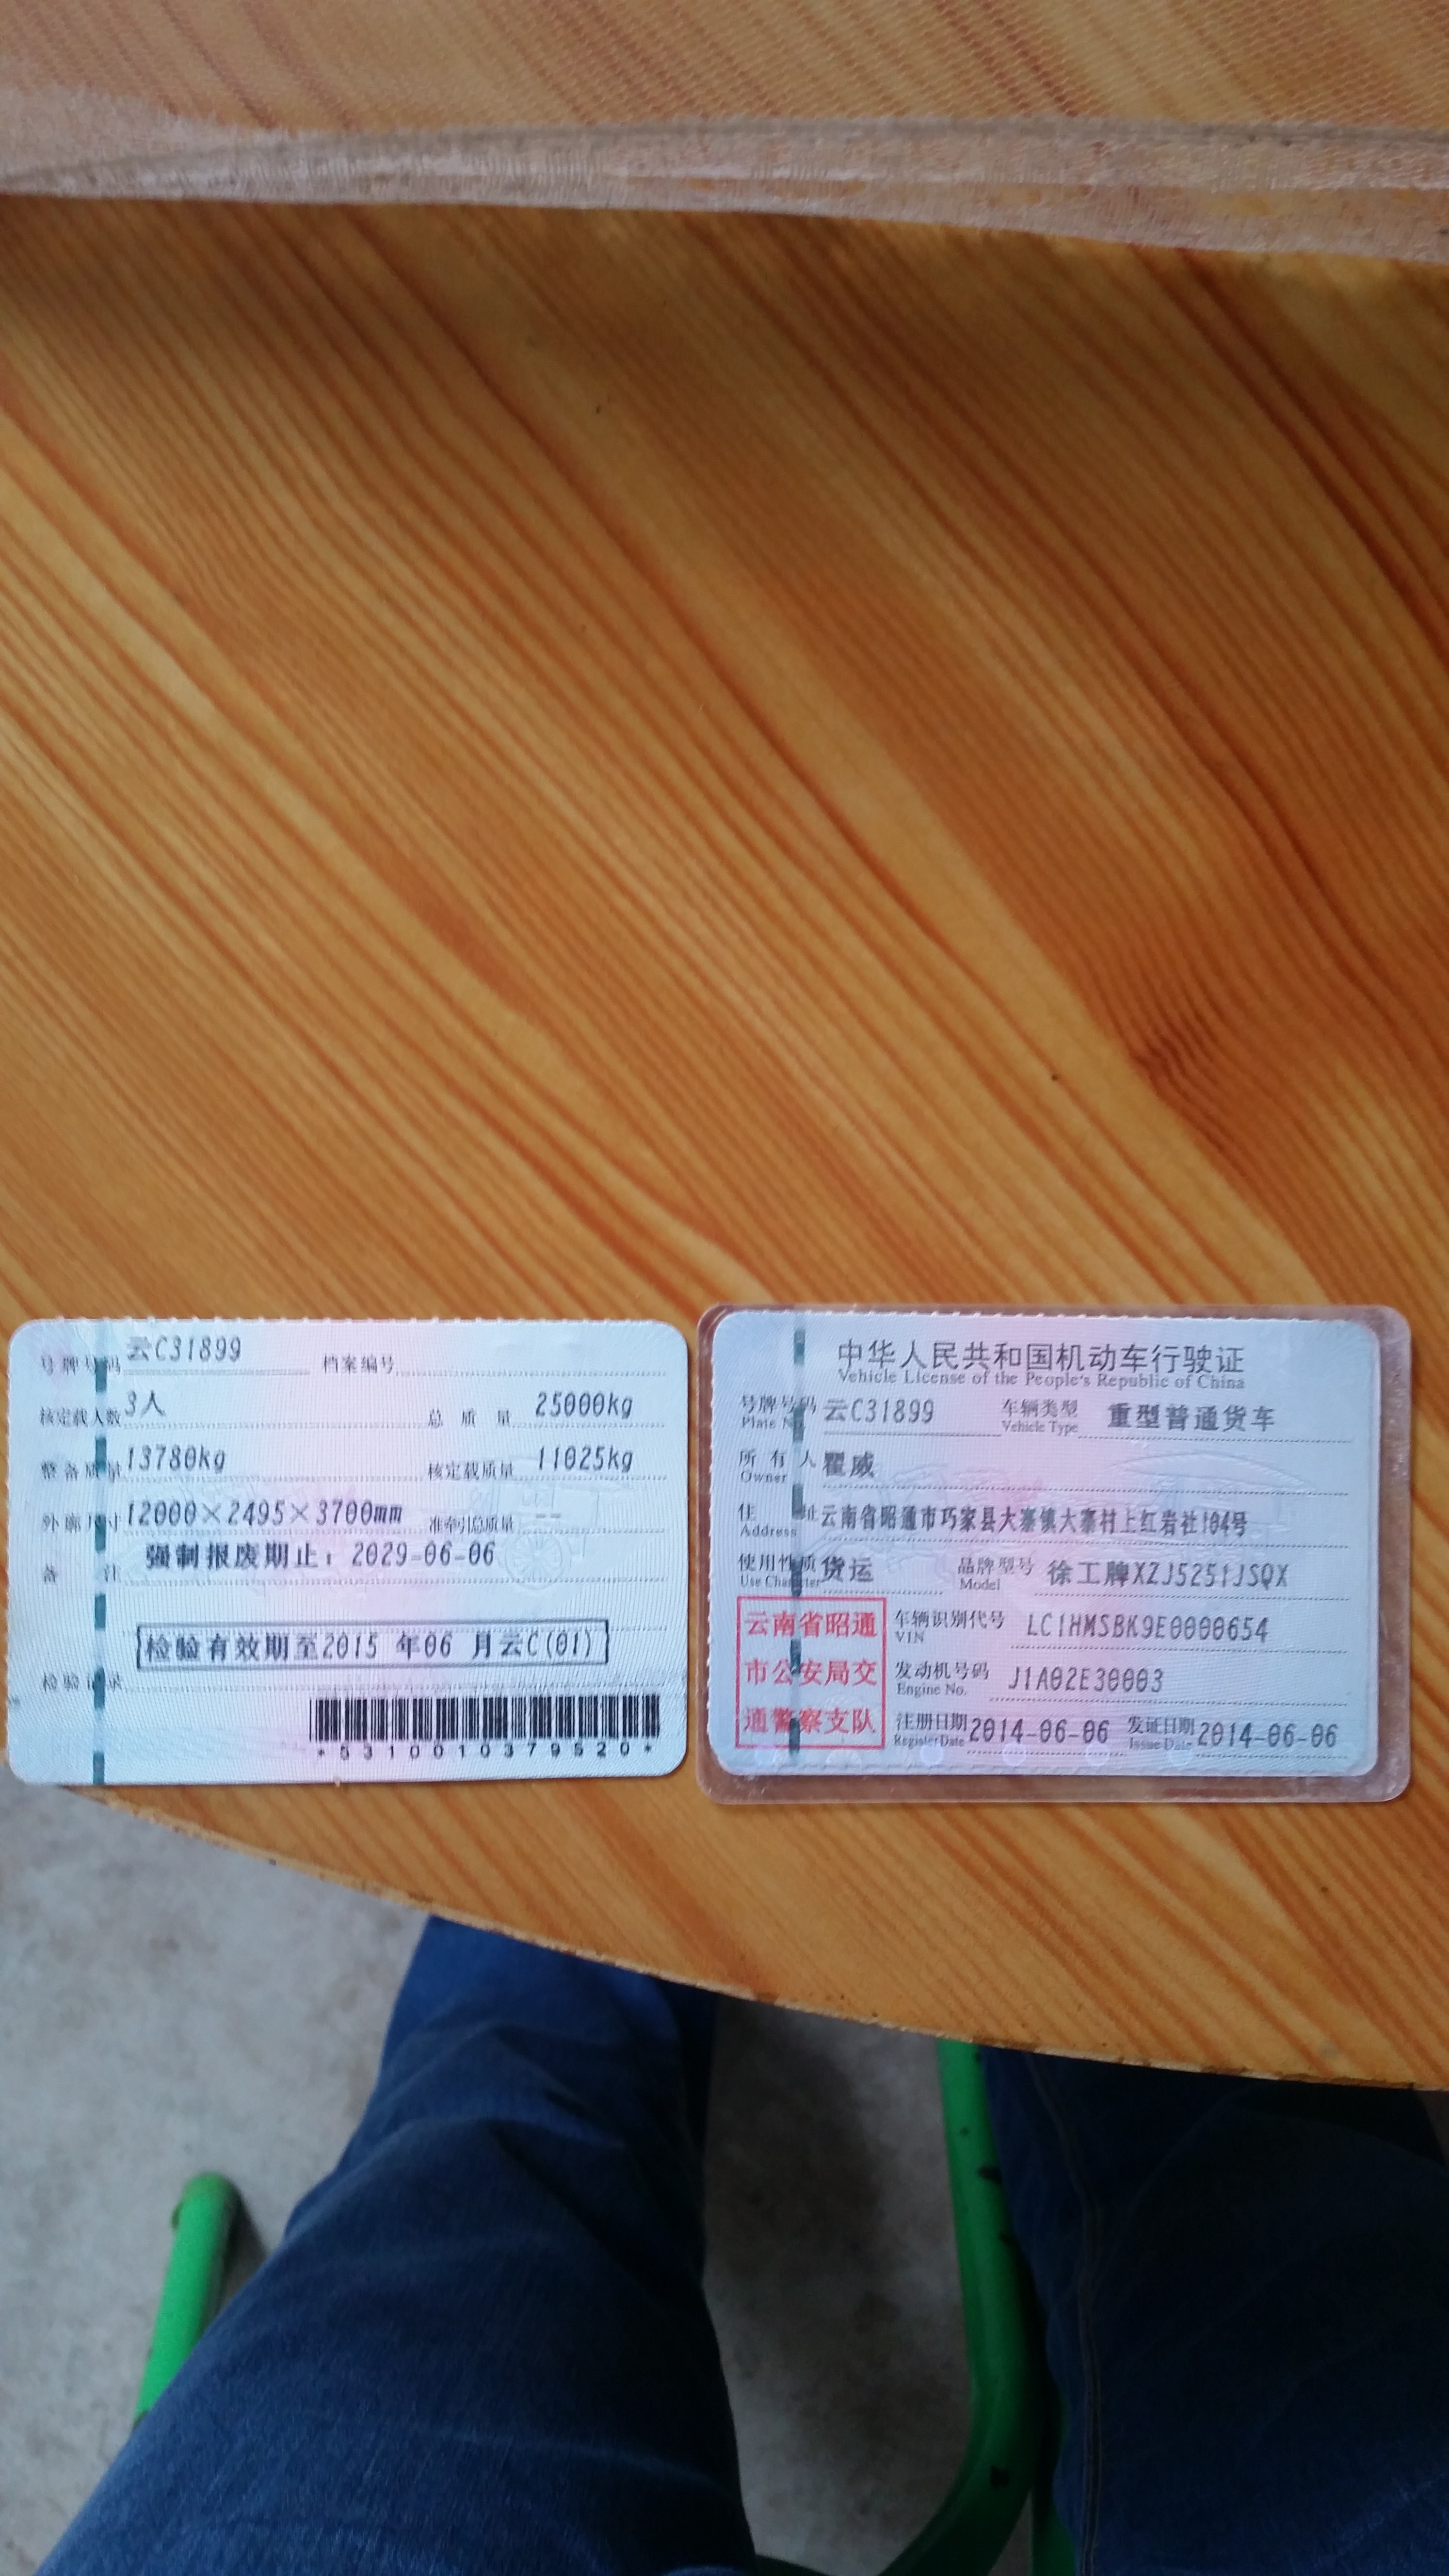 号牌号码 云C31899 档案编号
核定载人数 3人 总质量 25000kg
整备质量 13780kg 核定载质量 11025kg
外廓尺寸 12000×2495×3700mm 准牵引总质量
备注 强制报废期止：2029-06-06
检验有效期至2015 年06 月云C(01)
检验记录
*5310010379520*
中华人民共和国机动车行驶证
Vehicle License of the People's Republic of China
号牌号码 云C31899 车辆类型 重型普通货车
Plate No. Vehicle Type
所有人 瞿威
Owner
住址 云南省昭通市巧家县大寨镇大寨村上红岩社104号
Address
使用性质 货运 品牌型号 徐工牌XZJ5251JSQX
Use Character Model
云南省昭通
市公安局交
通警察支队
车辆识别代号 LC1HMSBK9E0000654
VIN
发动机号码 J1A02E30003
Engine No.
注册日期 2014-06-06 发证日期 2014-06-06
Register Date Issue Date